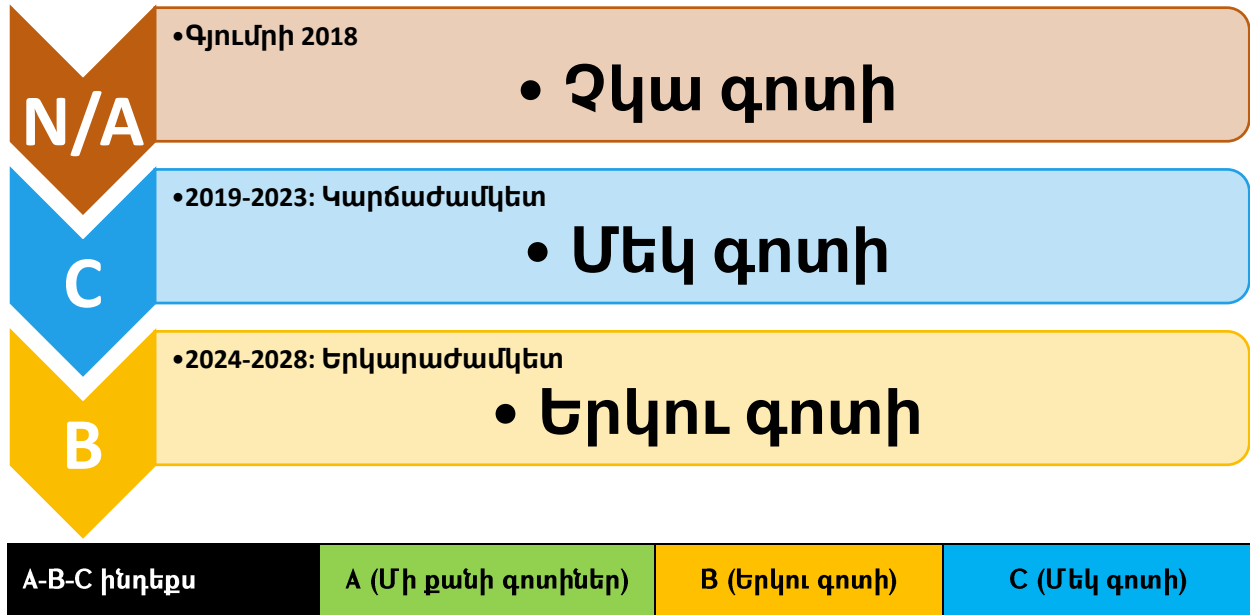 N/A
•Գյումրի 2018
• Չկա գոտի
C
•2019-2023: Կարճաժամկետ
• Մեկ գոտի
B
•2024-2028: Երկարաժամկետ
• Երկու գոտի
A-B-C ինդեքս
A (Մի քանի գոտիներ)
B (Երկու գոտի)
C (Մեկ գոտի)